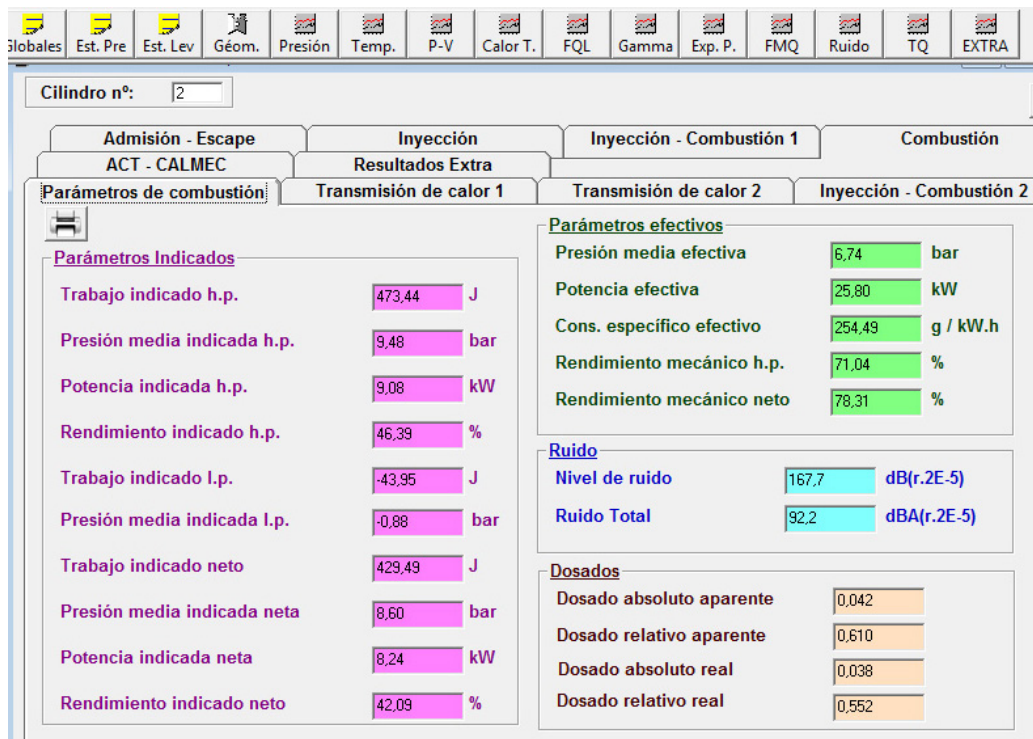 Globales Est. Pre Est. Lev Géom. Presión Temp. P-V Calor T. FQL Gamma Exp. P. FMQ Ruido TQ EXTRA
Cilindro nº: 2
Admisión - Escape Inyección Inyección - Combustión 1 Combustión
ACT - CALMEC Resultados Extra
Parámetros de combustión Transmisión de calor 1 Transmisión de calor 2 Inyección - Combustión 2
Parámetros Indicados
Trabajo indicado h.p. 473,44 J
Presión media indicada h.p. 9,48 bar
Potencia indicada h.p. 9,08 kW
Rendimiento indicado h.p. 46,39 %
Trabajo indicado l.p. -43,95 J
Presión media indicada l.p. -0,88 bar
Trabajo indicado neto 429,49 J
Presión media indicada neta 8,60 bar
Potencia indicada neta 8,24 kW
Rendimiento indicado neto 42,09 %
Parámetros efectivos
Presión media efectiva 6,74 bar
Potencia efectiva 25,80 kW
Cons. específico efectivo 254,49 g / kW.h
Rendimiento mecánico h.p. 71,04 %
Rendimiento mecánico neto 78,31 %
Ruido
Nivel de ruido 167,7 dB(r.2E-5)
Ruido Total 92,2 dBA(r.2E-5)
Dosados
Dosado absoluto aparente 0,042
Dosado relativo aparente 0,610
Dosado absoluto real 0,038
Dosado relativo real 0,552